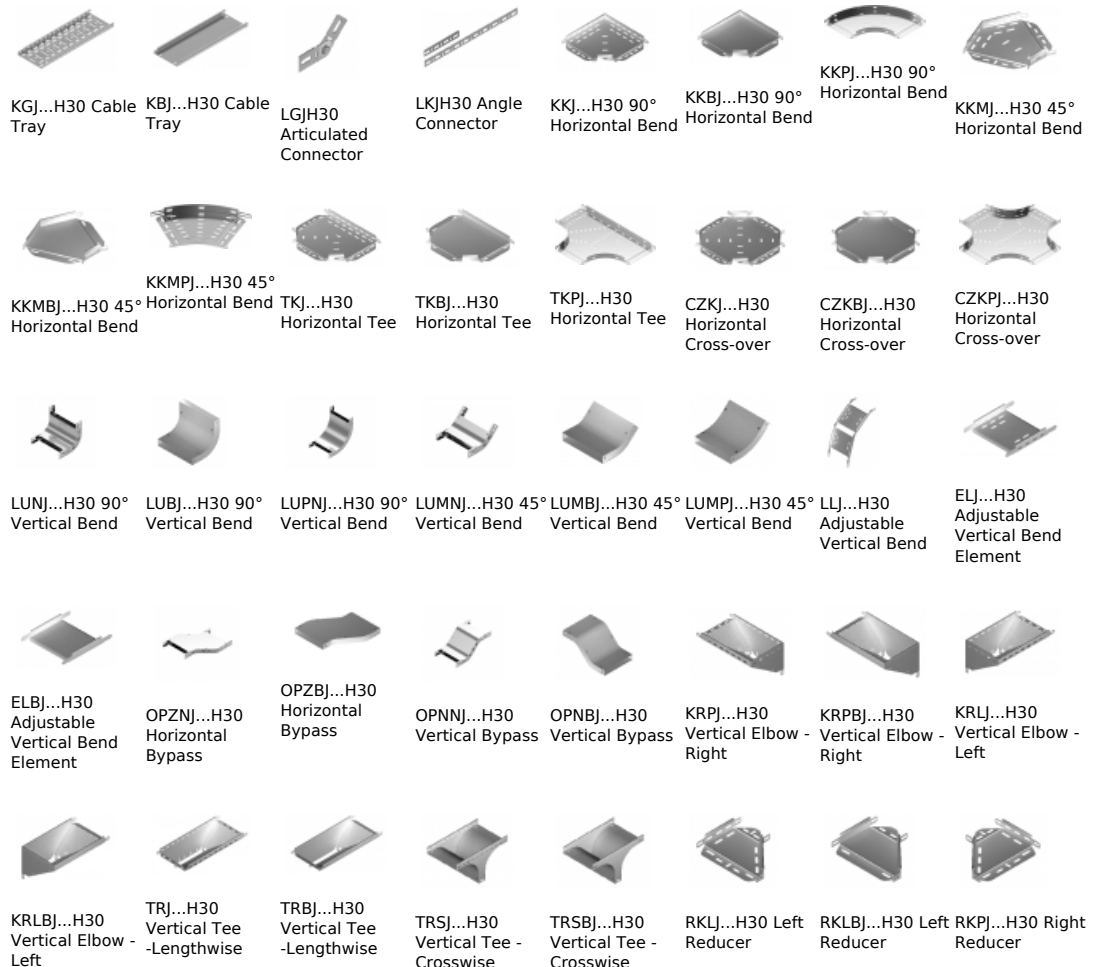 KGJ...H30 Cable
Tray
KBJ...H30 Cable
Tray
LGJH30
Articulated
Connector
LKJH30 Angle
Connector
KKJ...H30 90°
Horizontal Bend
KKBJ...H30 90°
Horizontal Bend
KKPJ...H30 90°
Horizontal Bend
KKMJ...H30 45°
Horizontal Bend
KKMBJ...H30 45°
Horizontal Bend
KKMPJ...H30 45°
Horizontal Bend
TKJ...H30
Horizontal Tee
TKBJ...H30
Horizontal Tee
TKPJ...H30
Horizontal Tee
CZKJ...H30
Horizontal
Cross-over
CZKBJ...H30
Horizontal
Cross-over
CZKPJ...H30
Horizontal
Cross-over
LUNJ...H30 90°
Vertical Bend
LUBJ...H30 90°
Vertical Bend
LUPNJ...H30 90°
Vertical Bend
LUMNJ...H30 45°
Vertical Bend
LUMBJ...H30 45°
Vertical Bend
LUMPJ...H30 45°
Vertical Bend
LLJ...H30
Adjustable
Vertical Bend
ELJ...H30
Adjustable
Vertical Bend
Element
ELBJ...H30
Adjustable
Vertical Bend
Element
OPZNJ...H30
Horizontal
Bypass
OPZBJ...H30
Horizontal
Bypass
OPNNJ...H30
Vertical Bypass
OPNBJ...H30
Vertical Bypass
KRPJ...H30
Vertical Elbow -
Right
KRPBJ...H30
Vertical Elbow -
Right
KRLJ...H30
Vertical Elbow -
Left
KRLBJ...H30
Vertical Elbow -
Left
TRJ...H30
Vertical Tee
-Lengthwise
TRBJ...H30
Vertical Tee
-Lengthwise
TRSJ...H30
Vertical Tee -
Crosswise
TRSBJ...H30
Vertical Tee -
Crosswise
RKLJ...H30 Left
Reducer
RKLBJ...H30 Left
Reducer
RKPJ...H30 Right
Reducer